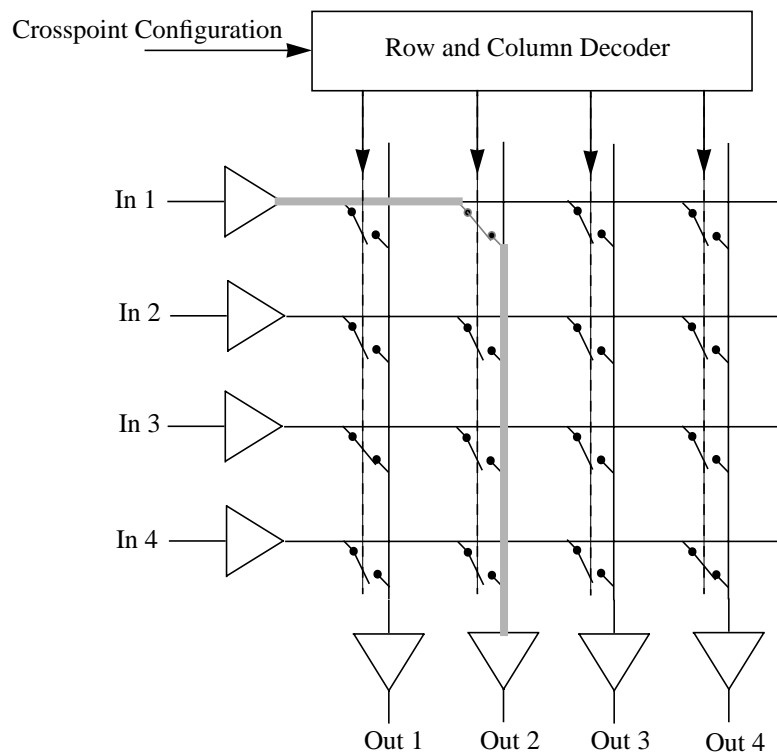 Crosspoint Configuration
Row and Column Decoder
In 1
In 2
In 3
In 4
Out 1 Out 2 Out 3 Out 4